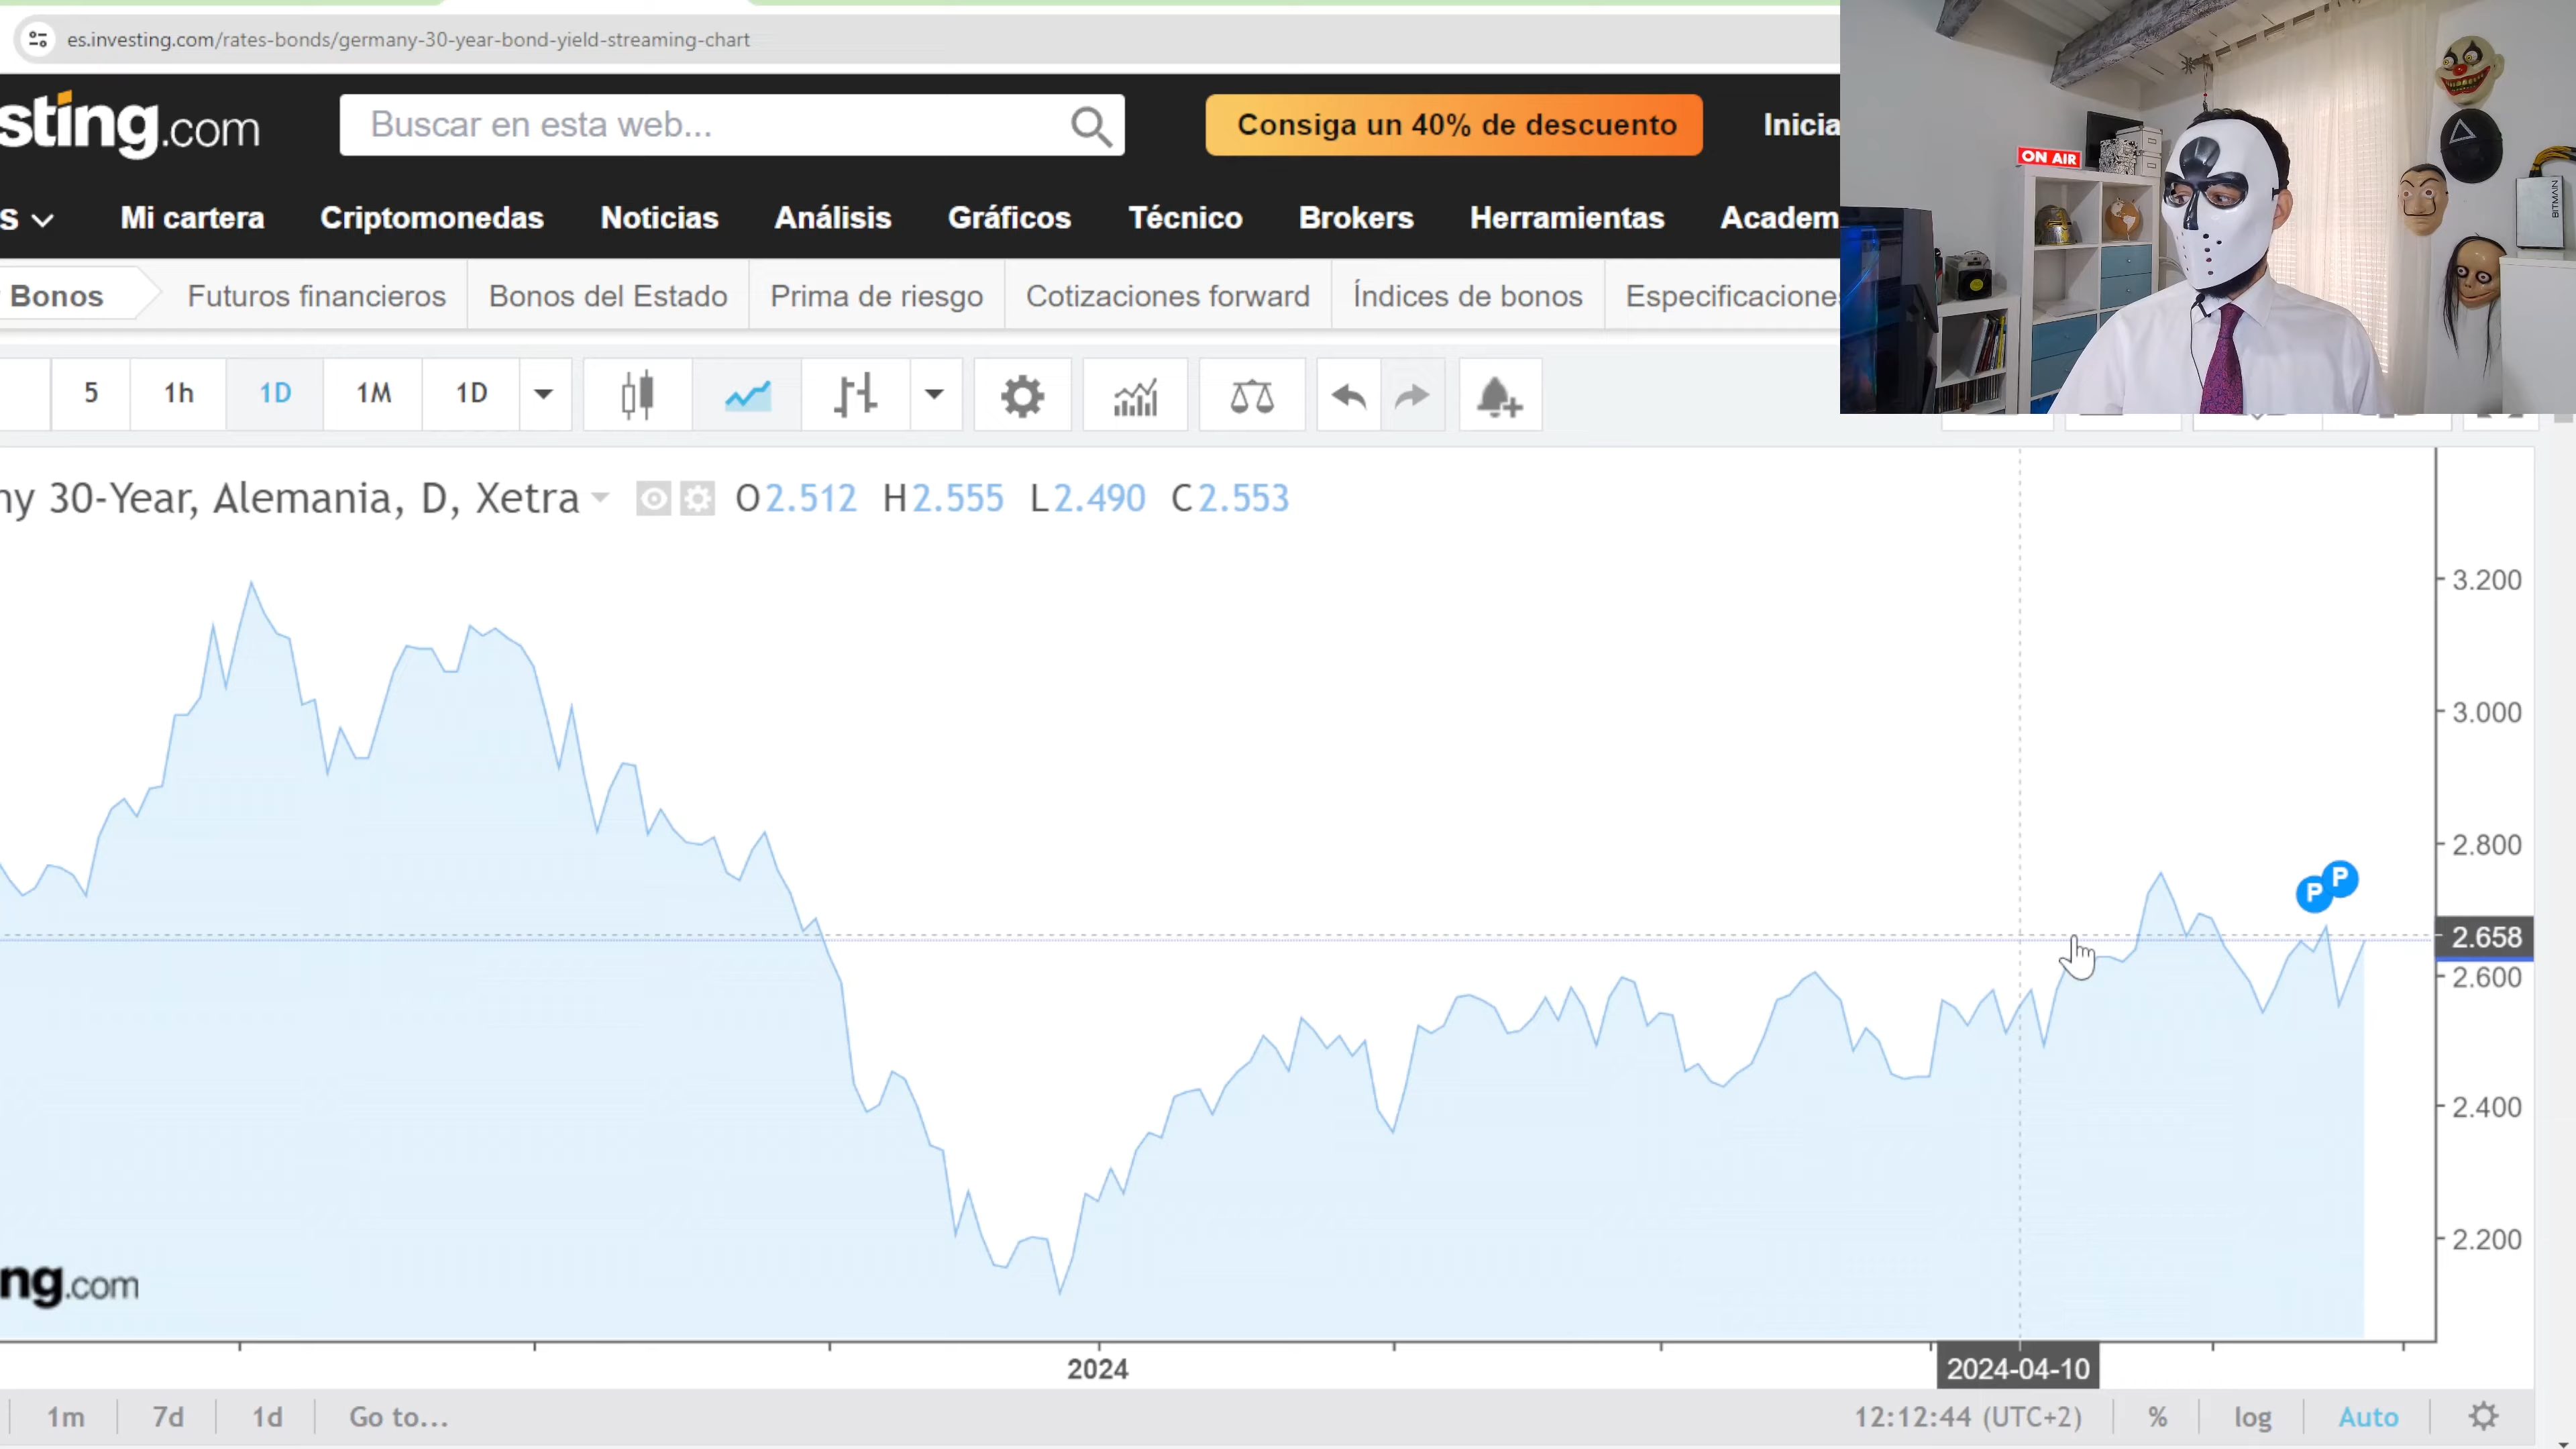 es.investing.com/rates-bonds/germany-30-year-bond-yield-streaming-chart
sting.com
Buscar en esta web...
Consiga un 40% de descuento
Inicia
s
Mi cartera
Criptomonedas
Noticias
Análisis
Gráficos
Técnico
Brokers
Herramientas
Academ
ON AIR
BITMAIN
Bonos
Futuros financieros
Bonos del Estado
Prima de riesgo
Cotizaciones forward
Índices de bonos
Especificacione
5
1h
1D
1M
1D
ny 30-Year, Alemania, D, Xetra
O2.512 H2.555 L2.490 C2.553
3.200
3.000
2.800
P
P
2.658
2.600
2.400
2.200
ng.com
2024
2024-04-10
1m
7d
1d
Go to...
12:12:44 (UTC+2)
%
log
Auto